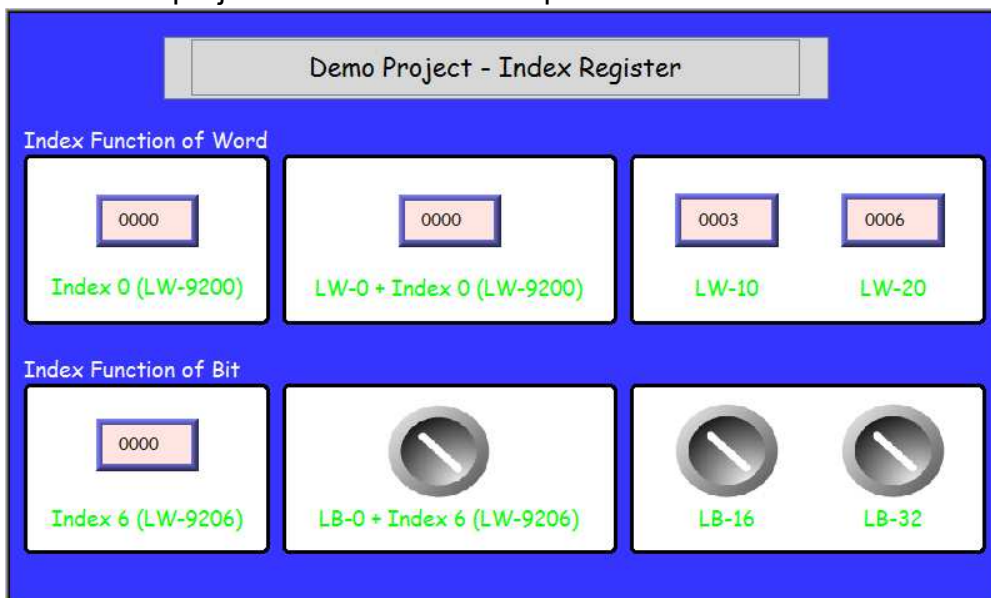 Demo Project - Index Register
Index Function of Word
0000
0000
0003
0006
Index 0 (LW-9200)
LW-0 + Index 0 (LW-9200)
LW-10
LW-20
Index Function of Bit
0000
Index 6 (LW-9206)
LB-0 + Index 6 (LW-9206)
LB-16
LB-32